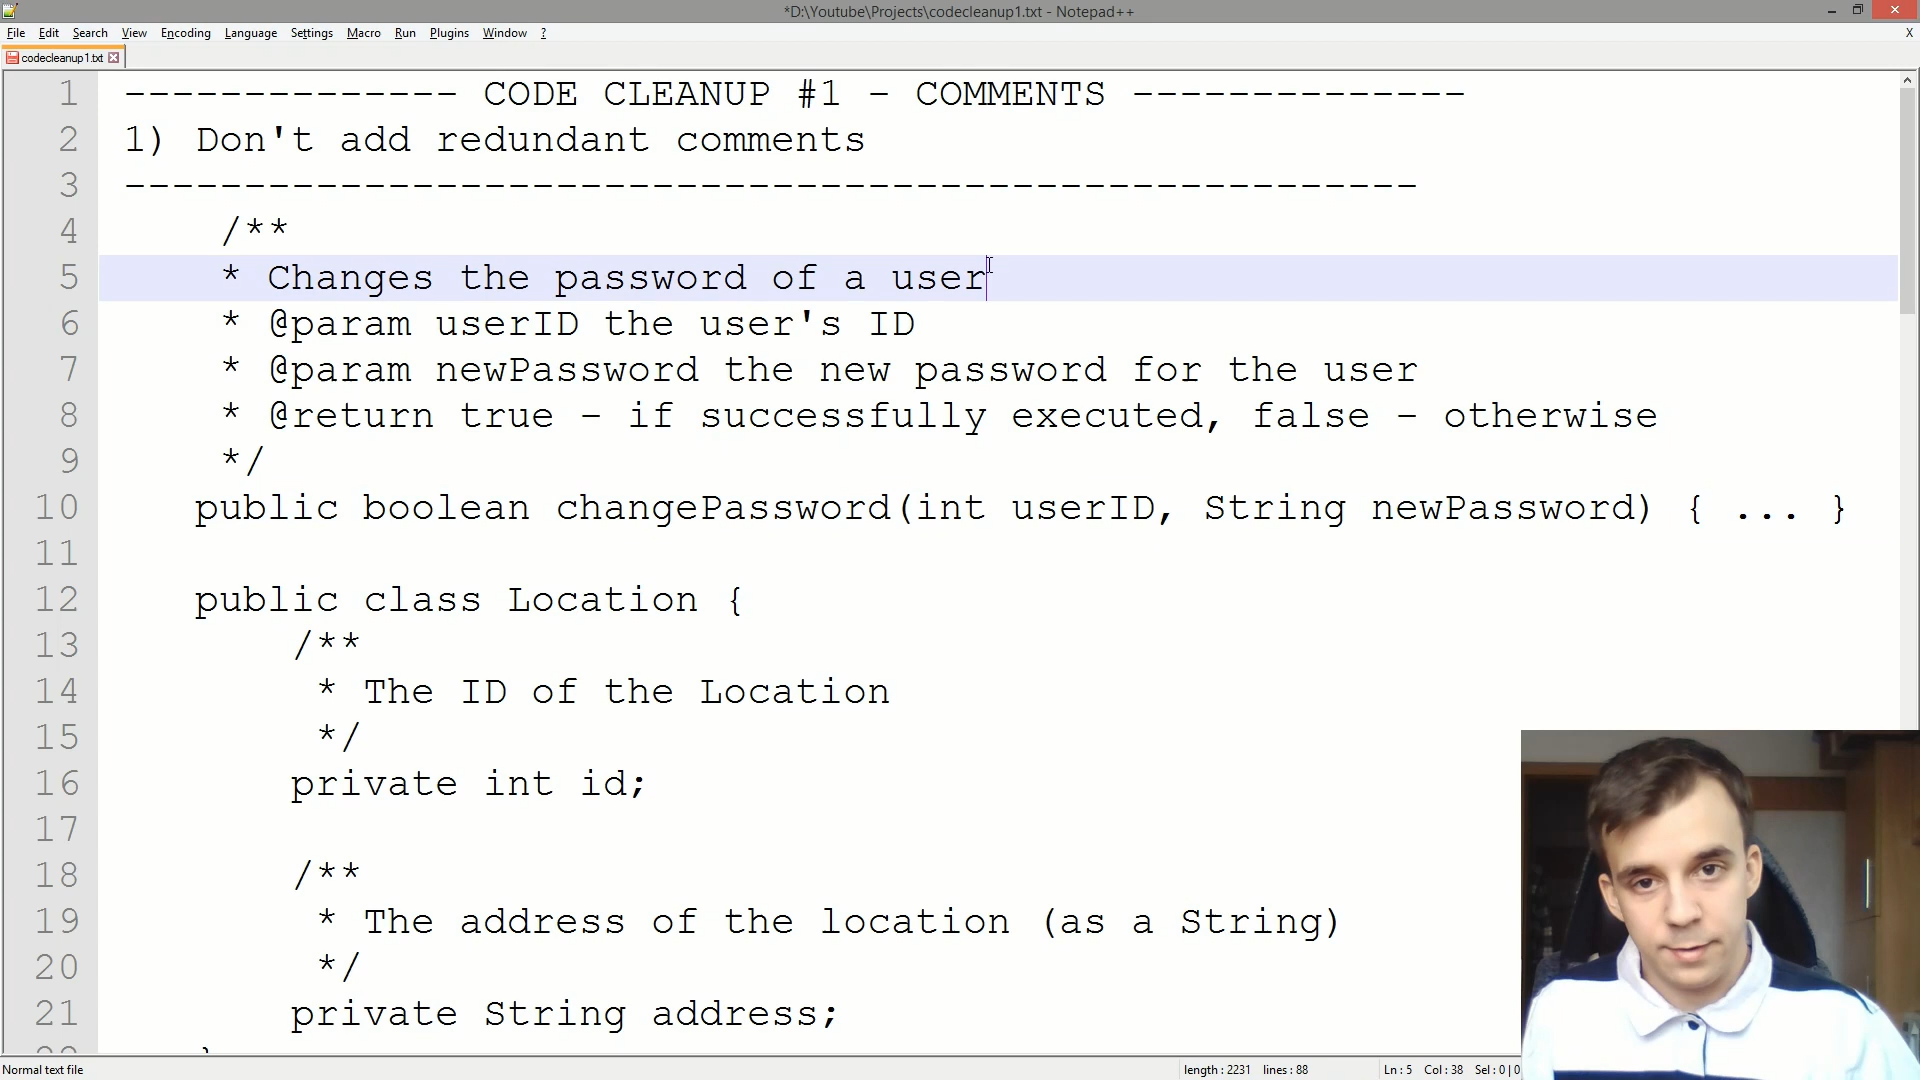 *D:\Youtube\Projects\codecleanup1.txt - Notepad++
File Edit Search View Encoding Language Settings Macro Run Plugins Window ? X
codecleanup1.txt
1 -------------- CODE CLEANUP #1 - COMMENTS --------------
2 1) Don't add redundant comments
3 ------------------------------------------------------
4 /**
5 * Changes the password of a user
6 * @param userID the user's ID
7 * @param newPassword the new password for the user
8 * @return true - if successfully executed, false - otherwise
9 */
10 public boolean changePassword(int userID, String newPassword) { ... }
11
12 public class Location {
13 /**
14 * The ID of the Location
15 */
16 private int id;
17
18 /**
19 * The address of the location (as a String)
20 */
21 private String address;
Normal text file length : 2231 lines : 88 Ln : 5 Col : 38 Sel : 0 | 0